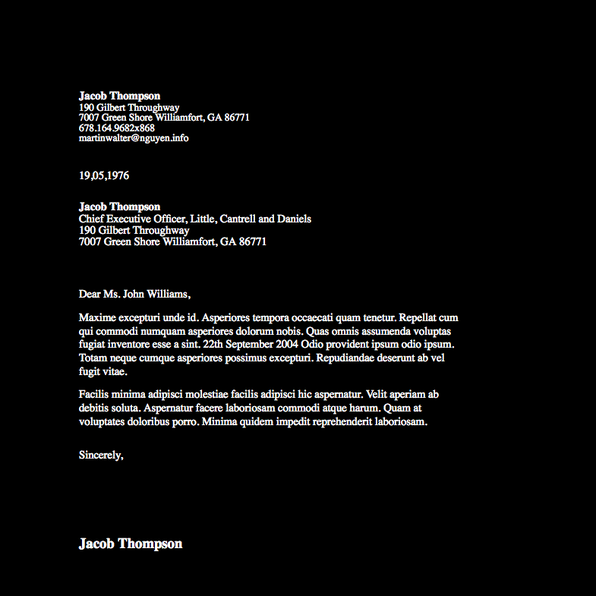 Jacob Thompson
190 Gilbert Throughway
7007 Green Shore Williamfort, GA 86771
678.164.9682x868
martinwalter@nguyen.info
19,05,1976
Jacob Thompson
Chief Executive Officer, Little, Cantrell and Daniels
190 Gilbert Throughway
7007 Green Shore Williamfort, GA 86771
Dear Ms. John Williams,
Maxime excepturi unde id. Asperiores tempora occaecati quam tenetur. Repellat cum
qui commodi numquam asperiores dolorum nobis. Quas omnis assumenda voluptas
fugiat inventore esse a sint. 22th September 2004 Odio provident ipsum odio ipsum.
Totam neque cumque asperiores possimus excepturi. Repudiandae deserunt ab vel
fugit vitae.
Facilis minima adipisci molestiae facilis adipisci hic aspernatur. Velit aperiam ab
debitis soluta. Aspernatur facere laboriosam commodi atque harum. Quam at
voluptates doloribus porro. Minima quidem impedit reprehenderit laboriosam.
Sincerely,
Jacob Thompson